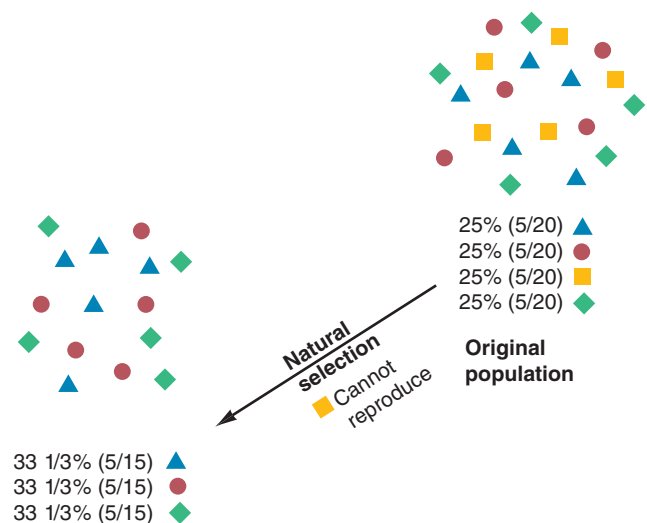 25% (5/20)
25% (5/20)
25% (5/20)
25% (5/20)
Original
population
Natural
selection
Cannot
reproduce
33 1/3% (5/15)
33 1/3% (5/15)
33 1/3% (5/15)